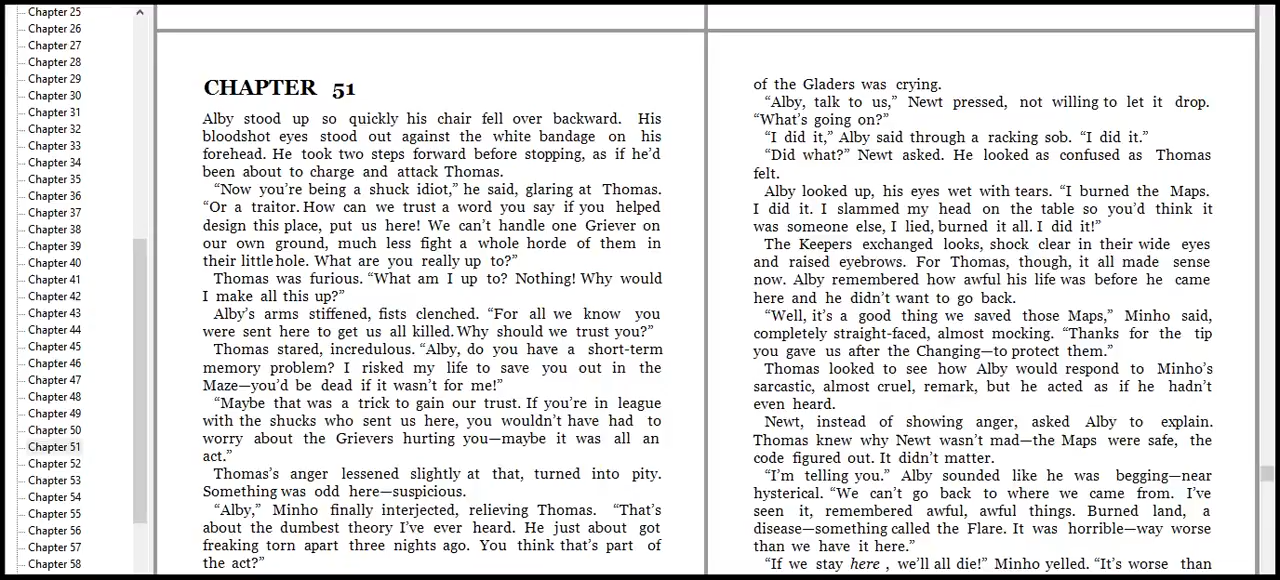 Chapter 25
Chapter 26
Chapter 27
Chapter 28
Chapter 29
Chapter 30
Chapter 31
Chapter 32
Chapter 33
Chapter 34
Chapter 35
Chapter 36
Chapter 37
Chapter 38
Chapter 39
Chapter 40
Chapter 41
Chapter 42
Chapter 43
Chapter 44
Chapter 45
Chapter 46
Chapter 47
Chapter 48
Chapter 49
Chapter 50
Chapter 51
Chapter 52
Chapter 53
Chapter 54
Chapter 55
Chapter 56
Chapter 57
Chapter 58
CHAPTER 51
Alby stood up so quickly his chair fell over backward. His
bloodshot eyes stood out against the white bandage on his
forehead. He took two steps forward before stopping, as if he’d
been about to charge and attack Thomas.
“Now you’re being a shuck idiot,” he said, glaring at Thomas.
“Or a traitor. How can we trust a word you say if you helped
design this place, put us here! We can’t handle one Griever on
our own ground, much less fight a whole horde of them in
their little hole. What are you really up to?”
Thomas was furious. “What am I up to? Nothing! Why would
I make all this up?”
Alby’s arms stiffened, fists clenched. “For all we know you
were sent here to get us all killed. Why should we trust you?”
Thomas stared, incredulous. “Alby, do you have a short-term
memory problem? I risked my life to save you out in the
Maze—you’d be dead if it wasn’t for me!”
“Maybe that was a trick to gain our trust. If you’re in league
with the shucks who sent us here, you wouldn’t have had to
worry about the Grievers hurting you—maybe it was all an
act.”
Thomas’s anger lessened slightly at that, turned into pity.
Something was odd here—suspicious.
“Alby,” Minho finally interjected, relieving Thomas. “That’s
about the dumbest theory I’ve ever heard. He just about got
freaking torn apart three nights ago. You think that’s part of
the act?”
of the Gladers was crying.
“Alby, talk to us,” Newt pressed, not willing to let it drop.
“What’s going on?”
“I did it,” Alby said through a racking sob. “I did it.”
“Did what?” Newt asked. He looked as confused as Thomas
felt.
Alby looked up, his eyes wet with tears. “I burned the Maps.
I did it. I slammed my head on the table so you’d think it
was someone else, I lied, burned it all. I did it!”
The Keepers exchanged looks, shock clear in their wide eyes
and raised eyebrows. For Thomas, though, it all made sense
now. Alby remembered how awful his life was before he came
here and he didn’t want to go back.
“Well, it’s a good thing we saved those Maps,” Minho said,
completely straight-faced, almost mocking. “Thanks for the tip
you gave us after the Changing—to protect them.”
Thomas looked to see how Alby would respond to Minho’s
sarcastic, almost cruel, remark, but he acted as if he hadn’t
even heard.
Newt, instead of showing anger, asked Alby to explain.
Thomas knew why Newt wasn’t mad—the Maps were safe, the
code figured out. It didn’t matter.
“I’m telling you.” Alby sounded like he was begging—near
hysterical. “We can’t go back to where we came from. I’ve
seen it, remembered awful, awful things. Burned land, a
disease—something called the Flare. It was horrible—way worse
than we have it here.”
“If we stay here , we’ll all die!” Minho yelled. “It’s worse than